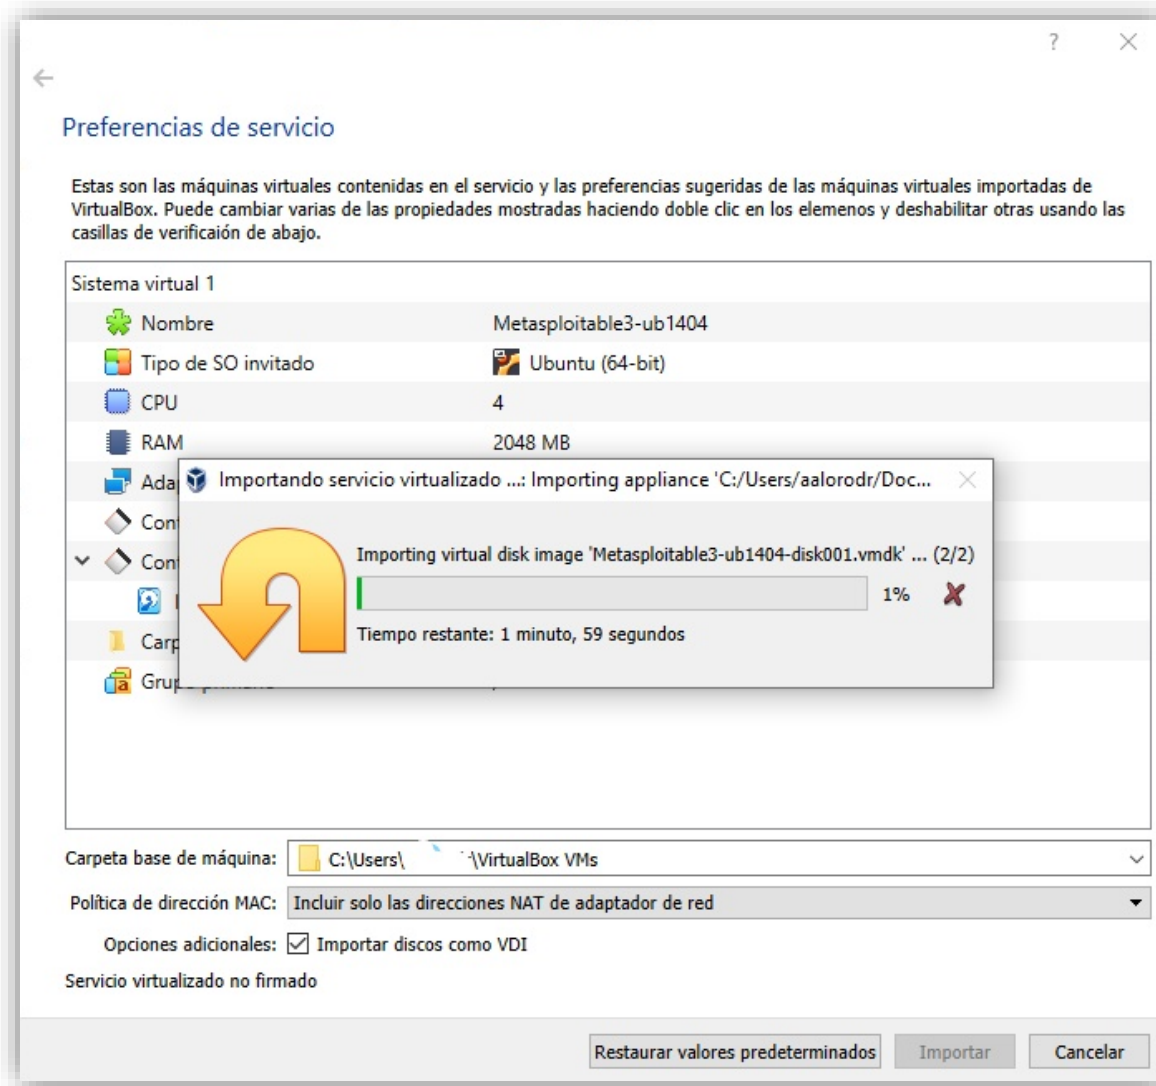 ?
Preferencias de servicio
Estas son las máquinas virtuales contenidas en el servicio y las preferencias sugeridas de las máquinas virtuales importadas de
VirtualBox. Puede cambiar varias de las propiedades mostradas haciendo doble clic en los elemenos y deshabilitar otras usando las
casillas de verificaión de abajo.
Sistema virtual 1
Nombre Metasploitable3-ub1404
Tipo de SO invitado Ubuntu (64-bit)
CPU 4
RAM 2048 MB
Importando servicio virtualizado ...: Importing appliance 'C:/Users/aalorodr/Doc...
Importing virtual disk image 'Metasploitable3-ub1404-disk001.vmdk' ... (2/2)
1%
Tiempo restante: 1 minuto, 59 segundos
Carpeta base de máquina: C:\Users\ \VirtualBox VMs
Política de dirección MAC: Incluir solo las direcciones NAT de adaptador de red
Opciones adicionales: Importar discos como VDI
Servicio virtualizado no firmado
Restaurar valores predeterminados Importar Cancelar